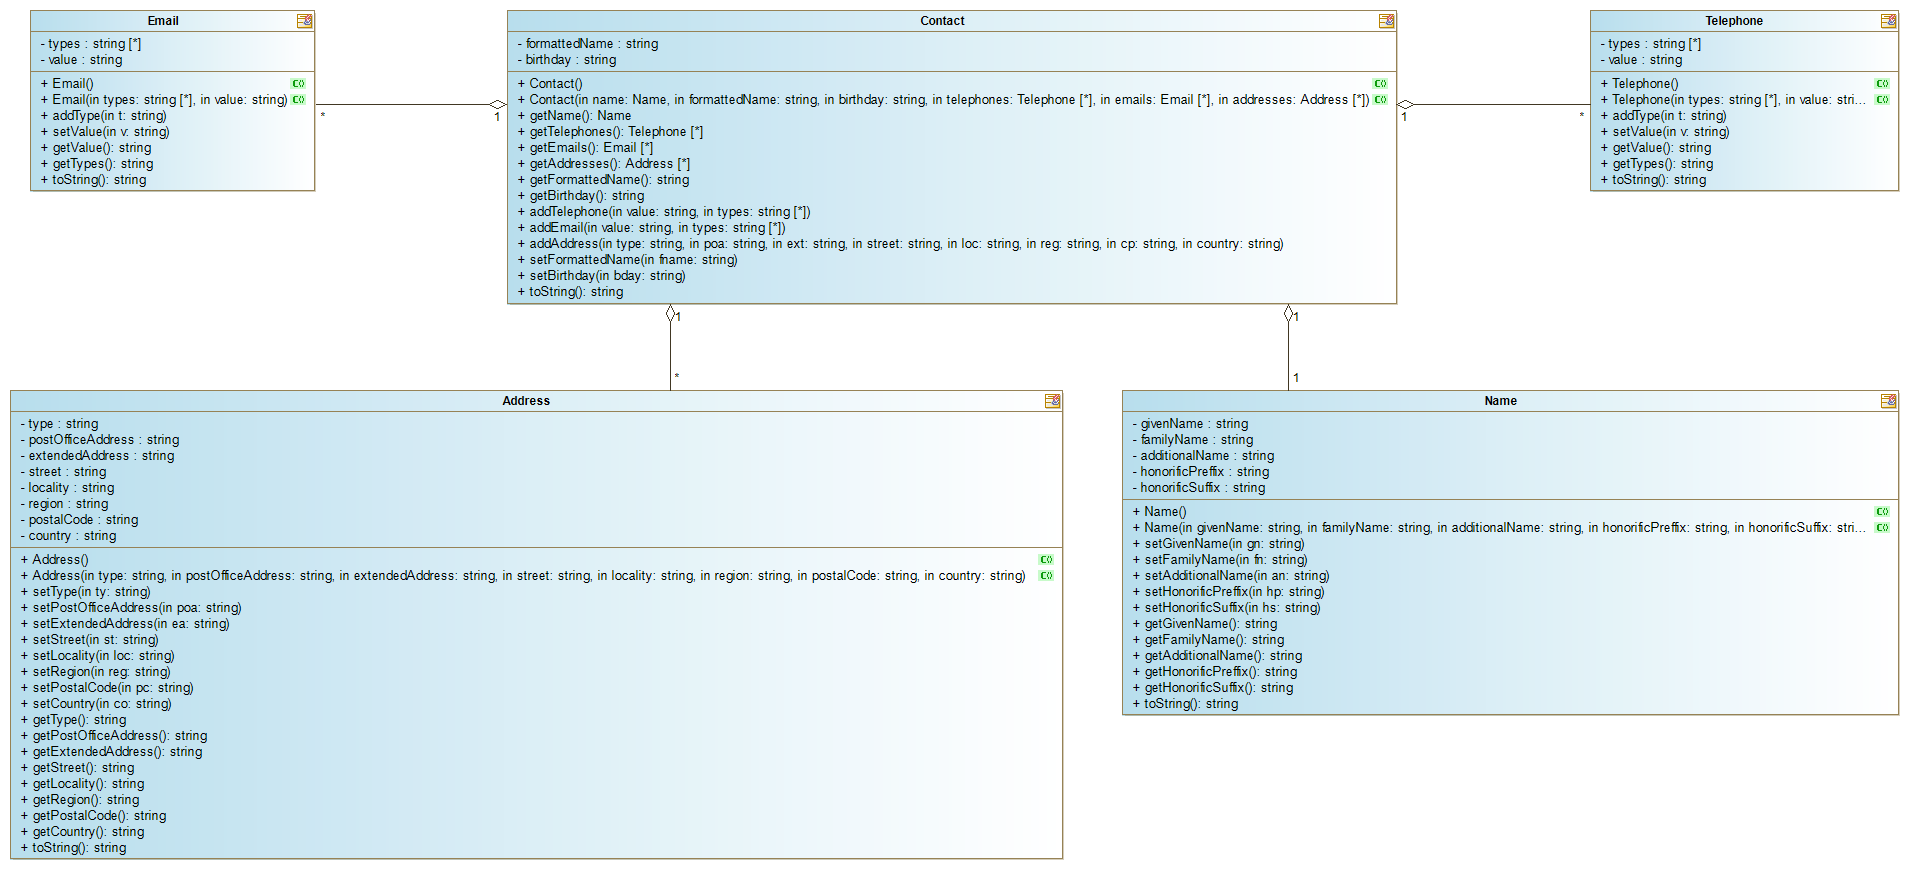 Email
- types : string [*]
- value : string
+ Email()
+ Email(in types: string [*], in value: string)
+ addType(in t: string)
+ setValue(in v: string)
+ getValue(): string
+ getTypes(): string
+ toString(): string
*
1
Contact
- formattedName : string
- birthday : string
+ Contact()
+ Contact(in name: Name, in formattedName: string, in birthday: string, in telephones: Telephone [*], in emails: Email [*], in addresses: Address [*])
+ getName(): Name
+ getTelephones(): Telephone [*]
+ getEmails(): Email [*]
+ getAddresses(): Address [*]
+ getFormattedName(): string
+ getBirthday(): string
+ addTelephone(in value: string, in types: string [*])
+ addEmail(in value: string, in types: string [*])
+ addAddress(in type: string, in poa: string, in ext: string, in street: string, in loc: string, in reg: string, in cp: string, in country: string)
+ setFormattedName(in fname: string)
+ setBirthday(in bday: string)
+ toString(): string
1
*
Telephone
- types : string [*]
- value : string
+ Telephone()
+ Telephone(in types: string [*], in value: stri...
+ addType(in t: string)
+ setValue(in v: string)
+ getValue(): string
+ getTypes(): string
+ toString(): string
1
*
1
1
Address
- type : string
- postOfficeAddress : string
- extendedAddress : string
- street : string
- locality : string
- region : string
- postalCode : string
- country : string
+ Address()
+ Address(in type: string, in postOfficeAddress: string, in extendedAddress: string, in street: string, in locality: string, in region: string, in postalCode: string, in country: string)
+ setType(in ty: string)
+ setPostOfficeAddress(in poa: string)
+ setExtendedAddress(in ea: string)
+ setStreet(in st: string)
+ setLocality(in loc: string)
+ setRegion(in reg: string)
+ setPostalCode(in pc: string)
+ setCountry(in co: string)
+ getType(): string
+ getPostOfficeAddress(): string
+ getExtendedAddress(): string
+ getStreet(): string
+ getLocality(): string
+ getRegion(): string
+ getPostalCode(): string
+ getCountry(): string
+ toString(): string
Name
- givenName : string
- familyName : string
- additionalName : string
- honorificPreffix : string
- honorificSuffix : string
+ Name()
+ Name(in givenName: string, in familyName: string, in additionalName: string, in honorificPreffix: string, in honorificSuffix: stri...
+ setGivenName(in gn: string)
+ setFamilyName(in fn: string)
+ setAdditionalName(in an: string)
+ setHonorificPreffix(in hp: string)
+ setHonorificSuffix(in hs: string)
+ getGivenName(): string
+ getFamilyName(): string
+ getAdditionalName(): string
+ getHonorificPreffix(): string
+ getHonorificSuffix(): string
+ toString(): string